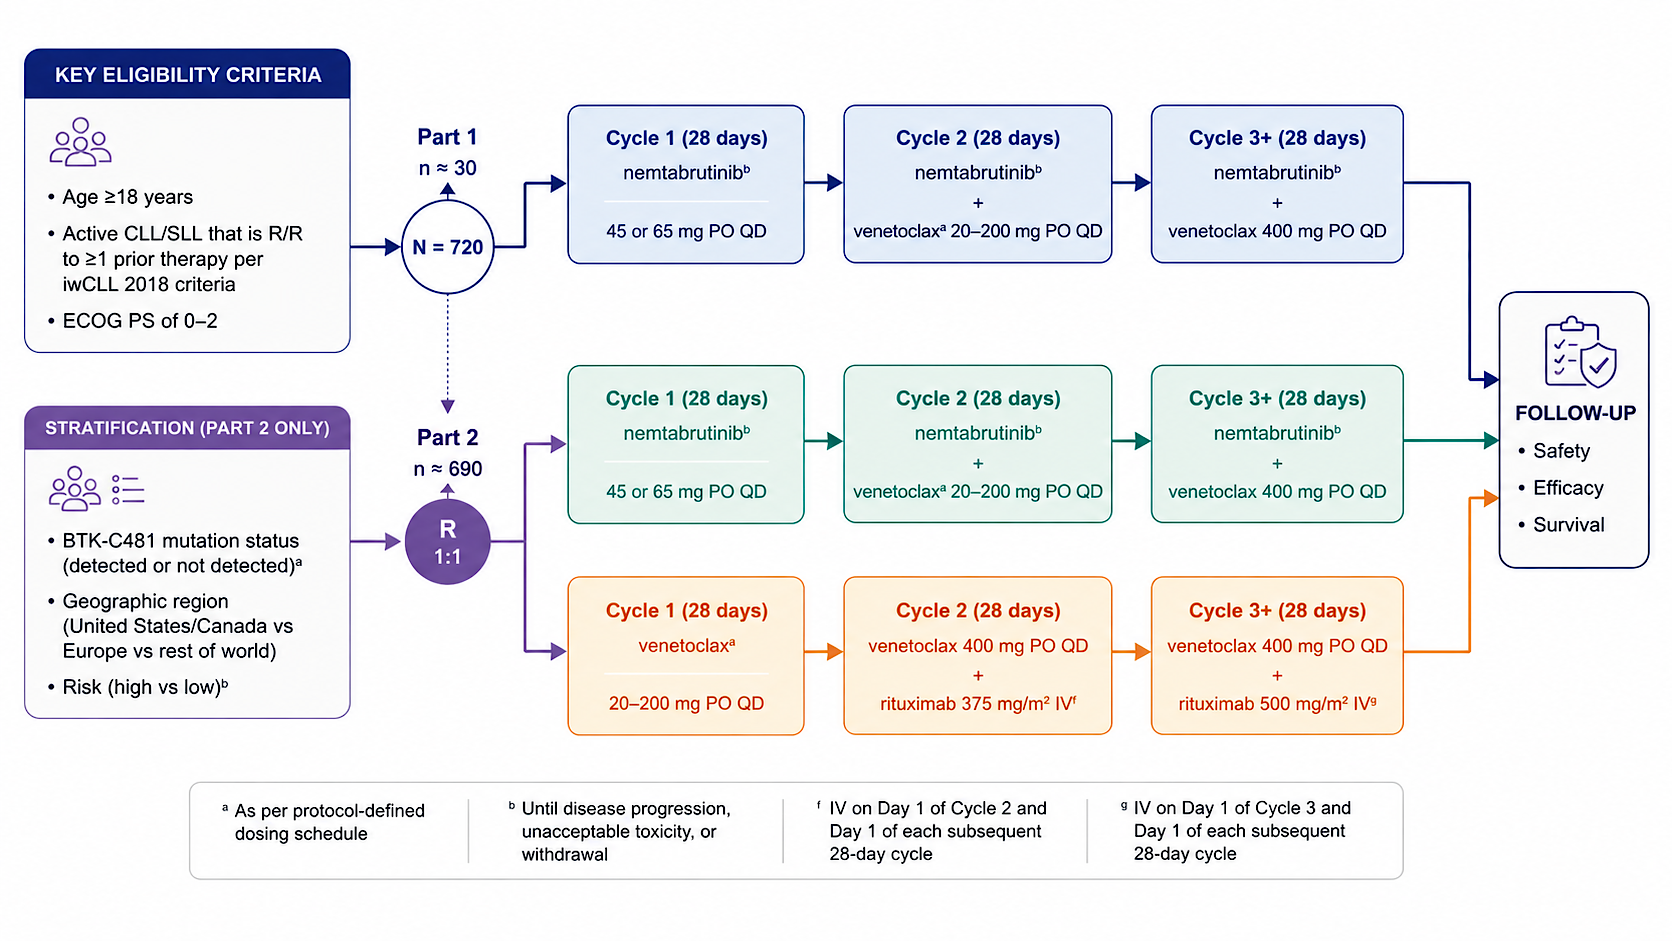 KEY ELIGIBILITY CRITERIA
• Age ≥18 years
• Active CLL/SLL that is R/R
to ≥1 prior therapy per
iwCLL 2018 criteria
• ECOG PS of 0–2
STRATIFICATION (PART 2 ONLY)
• BTK-C481 mutation status
(detected or not detected)ᵃ
• Geographic region
(United States/Canada vs
Europe vs rest of world)
• Risk (high vs low)ᵇ
Part 1
n ≈ 30
N = 720
Part 2
n ≈ 690
R
1:1
Cycle 1 (28 days)
nemtabrutinibᵇ
45 or 65 mg PO QD
Cycle 2 (28 days)
nemtabrutinibᵇ
+
venetoclaxᵃ 20–200 mg PO QD
Cycle 3+ (28 days)
nemtabrutinibᵇ
+
venetoclax 400 mg PO QD
Cycle 1 (28 days)
nemtabrutinibᵇ
45 or 65 mg PO QD
Cycle 2 (28 days)
nemtabrutinibᵇ
+
venetoclaxᵃ 20–200 mg PO QD
Cycle 3+ (28 days)
nemtabrutinibᵇ
+
venetoclax 400 mg PO QD
Cycle 1 (28 days)
venetoclaxᵃ
20–200 mg PO QD
Cycle 2 (28 days)
venetoclax 400 mg PO QD
+
rituximab 375 mg/m² IVᶠ
Cycle 3+ (28 days)
venetoclax 400 mg PO QD
+
rituximab 500 mg/m² IVᵍ
FOLLOW-UP
• Safety
• Efficacy
• Survival
ᵃ As per protocol-defined
dosing schedule
ᵇ Until disease progression,
unacceptable toxicity, or
withdrawal
ᶠ IV on Day 1 of Cycle 2 and
Day 1 of each subsequent
28-day cycle
ᵍ IV on Day 1 of Cycle 3 and
Day 1 of each subsequent
28-day cycle